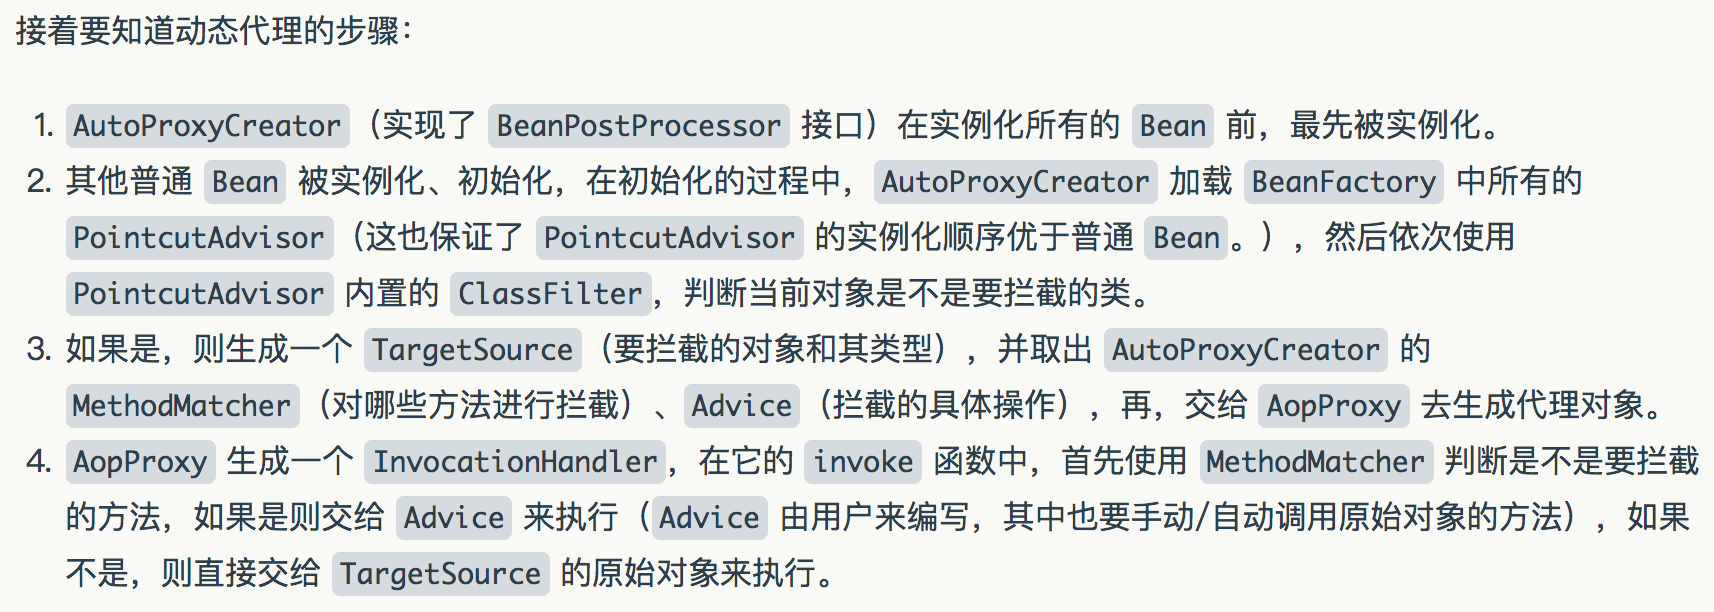 接着要知道动态代理的步骤：
1. AutoProxyCreator（实现了 BeanPostProcessor 接口）在实例化所有的 Bean 前，最先被实例化。
2. 其他普通 Bean 被实例化、初始化，在初始化的过程中，AutoProxyCreator 加载 BeanFactory 中所有的
PointcutAdvisor（这也保证了 PointcutAdvisor 的实例化顺序优于普通 Bean。），然后依次使用
PointcutAdvisor 内置的 ClassFilter，判断当前对象是不是要拦截的类。
3. 如果是，则生成一个 TargetSource（要拦截的对象和其类型），并取出 AutoProxyCreator 的
MethodMatcher（对哪些方法进行拦截）、Advice（拦截的具体操作），再，交给 AopProxy 去生成代理对象。
4. AopProxy 生成一个 InvocationHandler，在它的 invoke 函数中，首先使用 MethodMatcher 判断是不是要拦截
的方法，如果是则交给 Advice 来执行（Advice 由用户来编写，其中也要手动/自动调用原始对象的方法），如果
不是，则直接交给 TargetSource 的原始对象来执行。